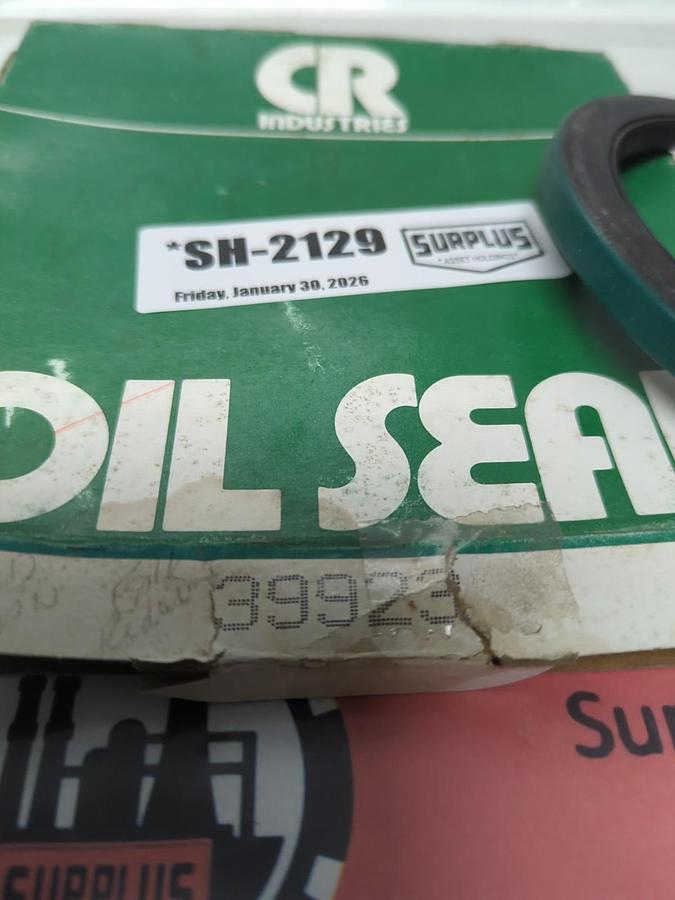 CR
INDUSTRIES
*SH-2129
SURPLUS
*ASSET HOLDINGS*
Friday, January 30, 2026
OIL SEAL
39923
Sur
SURPLUS